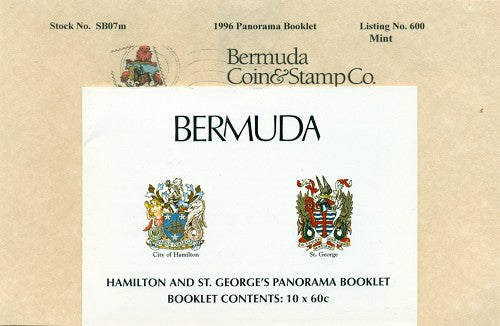 Stock No. SB07m
1996 Panorama Booklet
Listing No. 600
Mint
Bermuda
Coin & Stamp Co.
BERMUDA
City of Hamilton
St. George
HAMILTON AND ST. GEORGE'S PANORAMA BOOKLET
BOOKLET CONTENTS: 10 x 60c